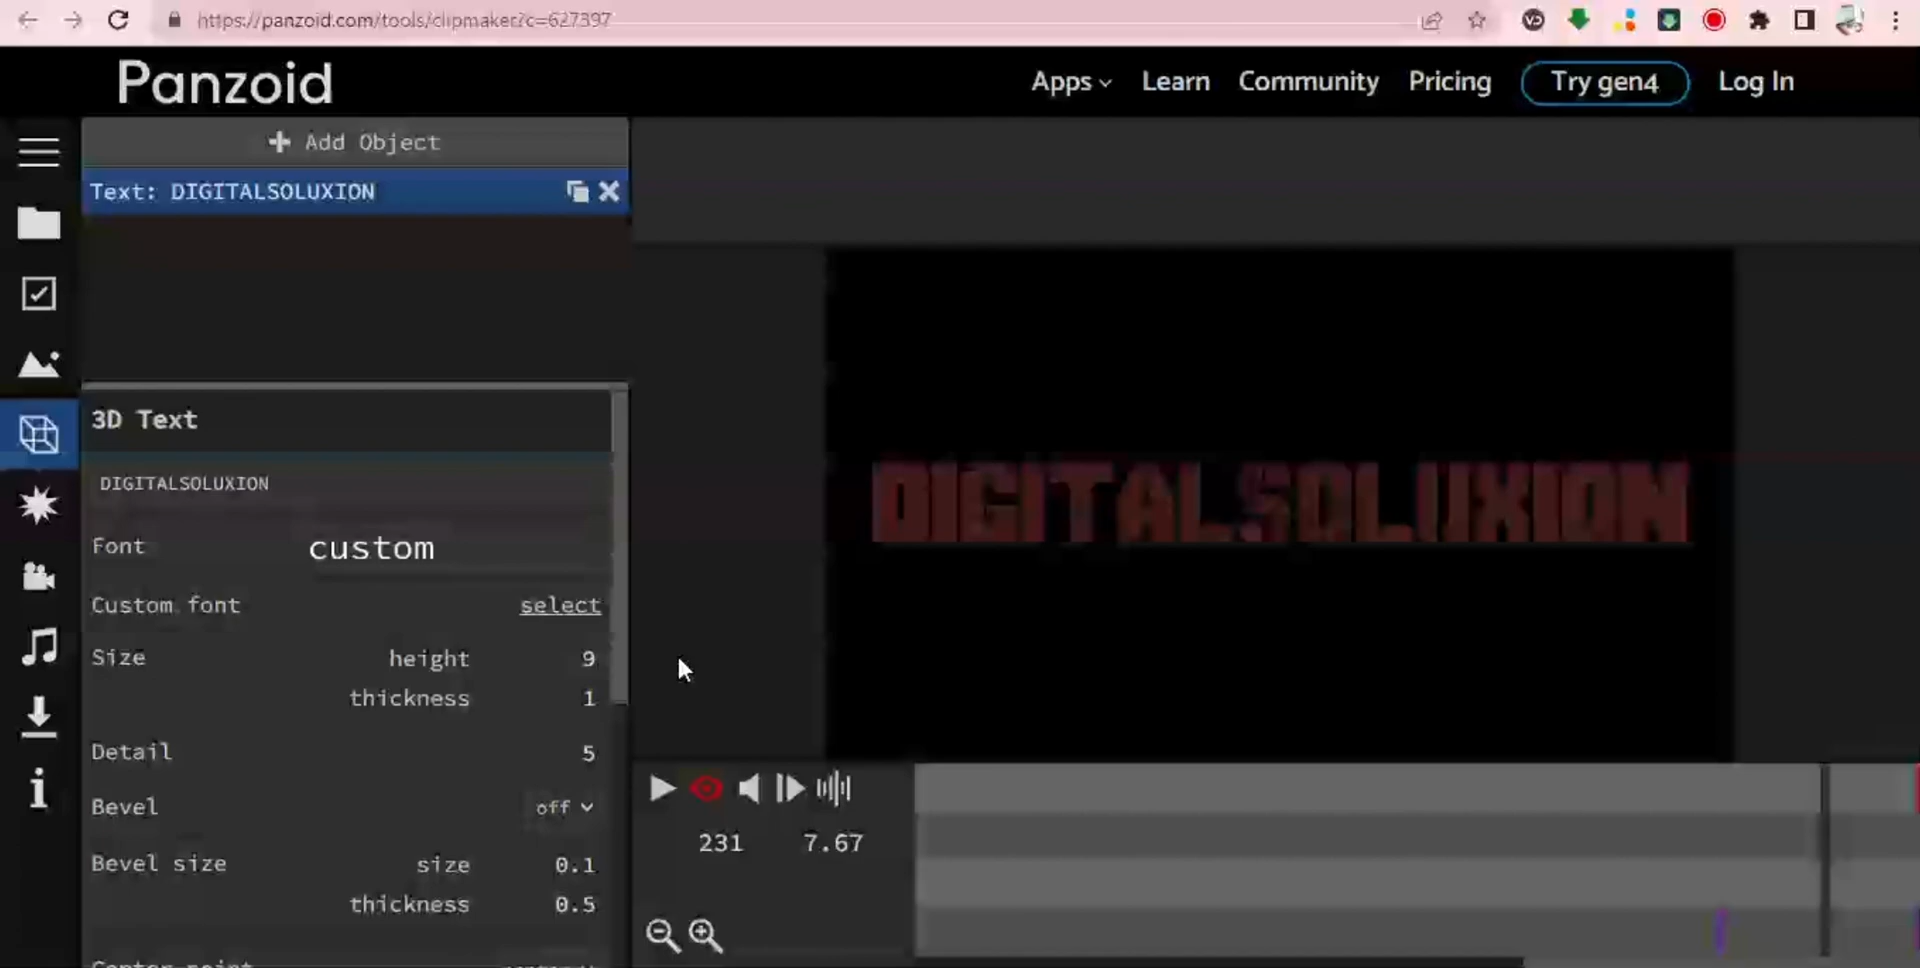 https://panzoid.com/tools/clipmaker?c=627397
Panzoid
Apps Learn Community Pricing Try gen4 Log In
+ Add Object
Text: DIGITALSOLUXION
3D Text
DIGITALSOLUXION
Font custom
Custom font select
Size height 9
thickness 1
Detail 5
Bevel off
Bevel size size 0.1
thickness 0.5
DIGITALSOLUXION
231 7.67